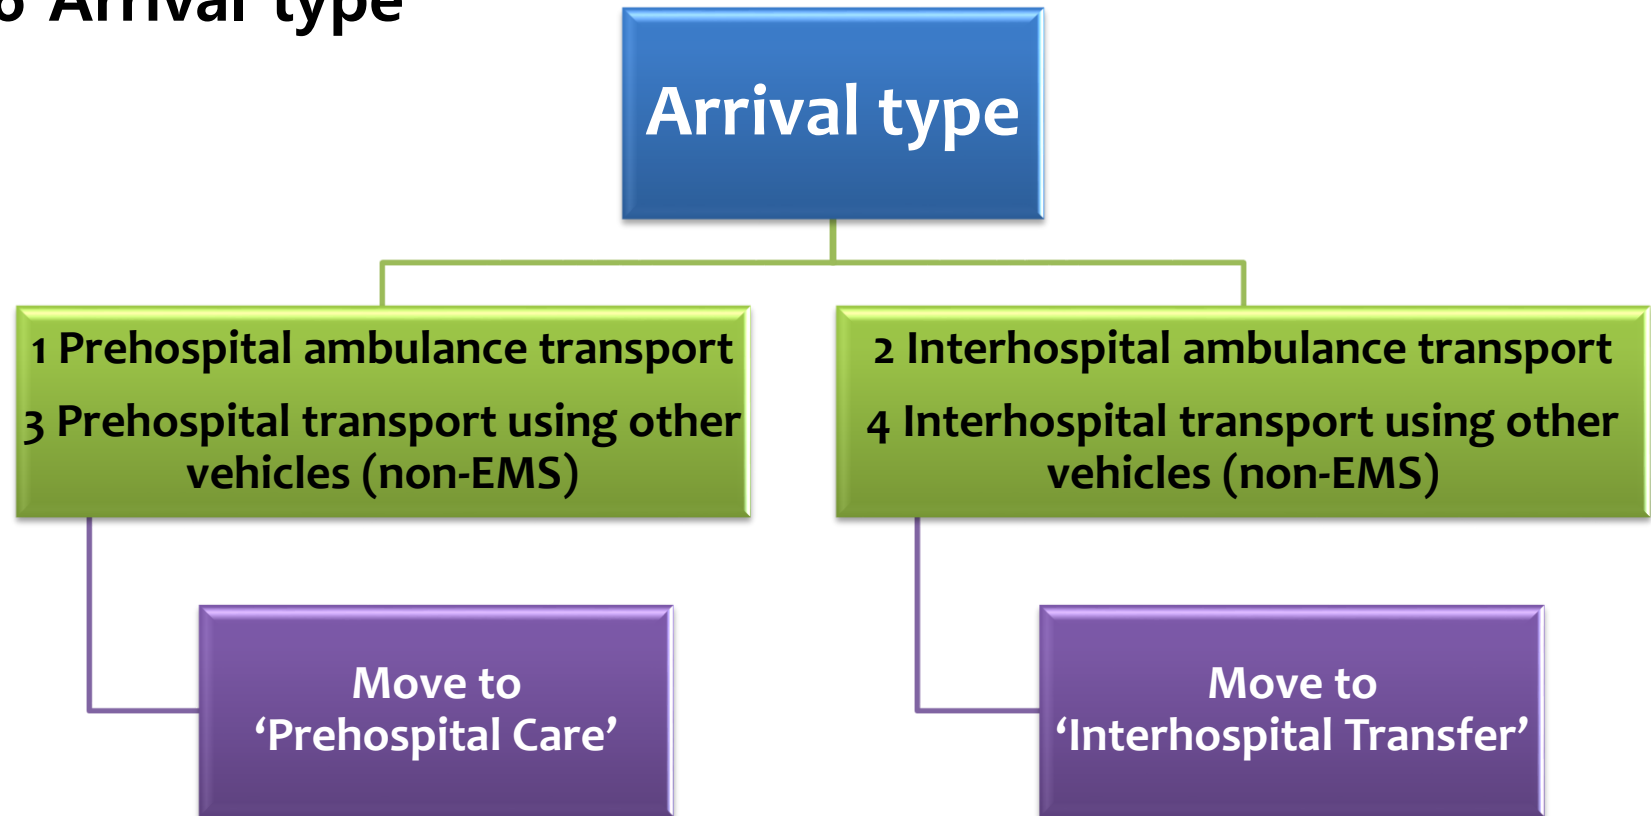 Arrival type
Arrival type
1 Prehospital ambulance transport
3 Prehospital transport using other
vehicles (non-EMS)
2 Interhospital ambulance transport
4 Interhospital transport using other
vehicles (non-EMS)
Move to
‘Prehospital Care’
Move to
‘Interhospital Transfer’